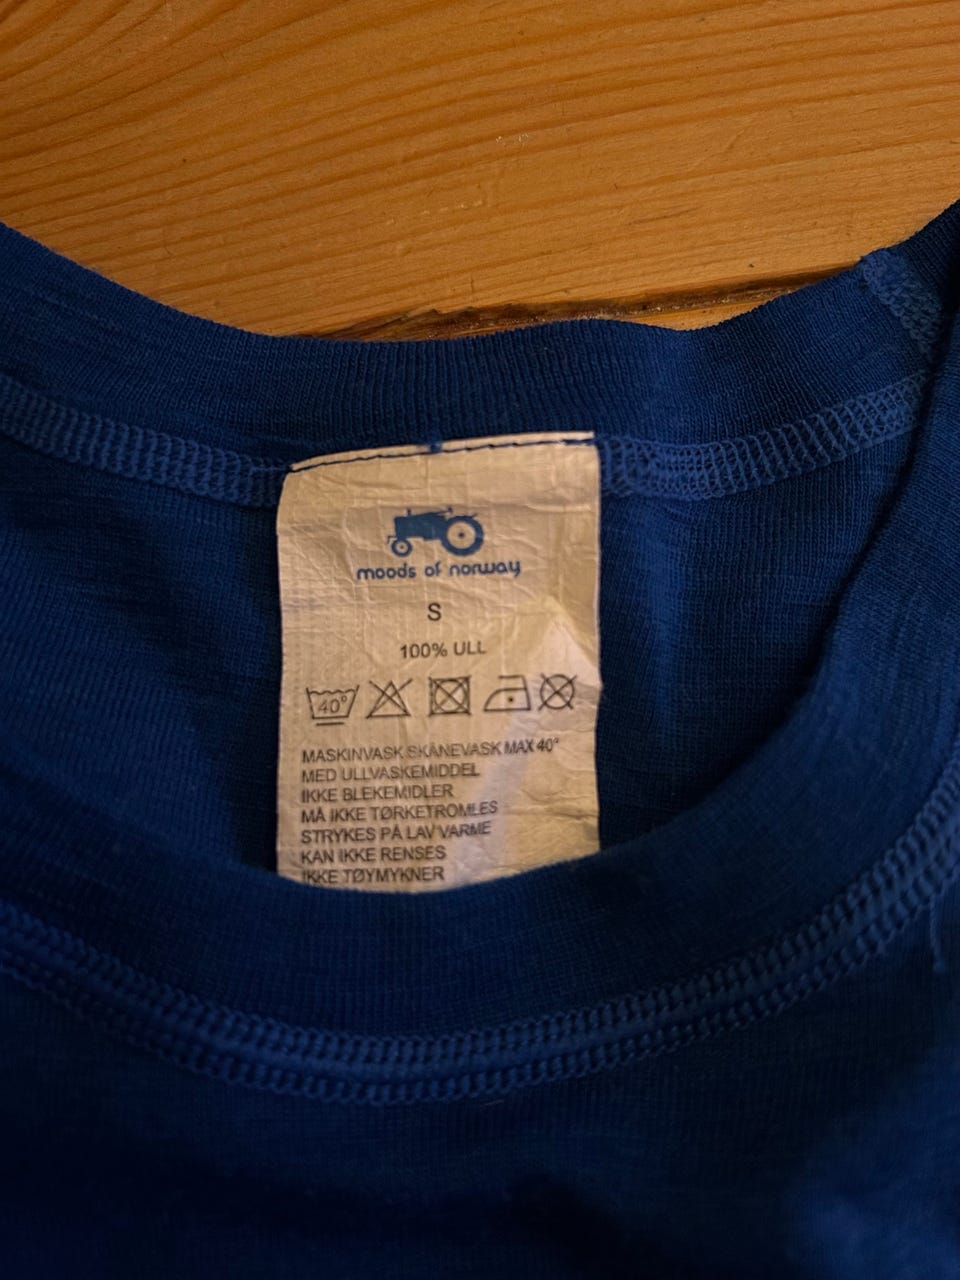 moods of norway
S
100% ULL
40°
MASKINVASK SKÅNEVASK MAX 40°
MED ULLVASKEMIDDEL
IKKE BLEKEMIDLER
MÅ IKKE TØRKETROMLES
STRYKES PÅ LAV VARME
KAN IKKE RENSES
IKKE TØYMYKNER